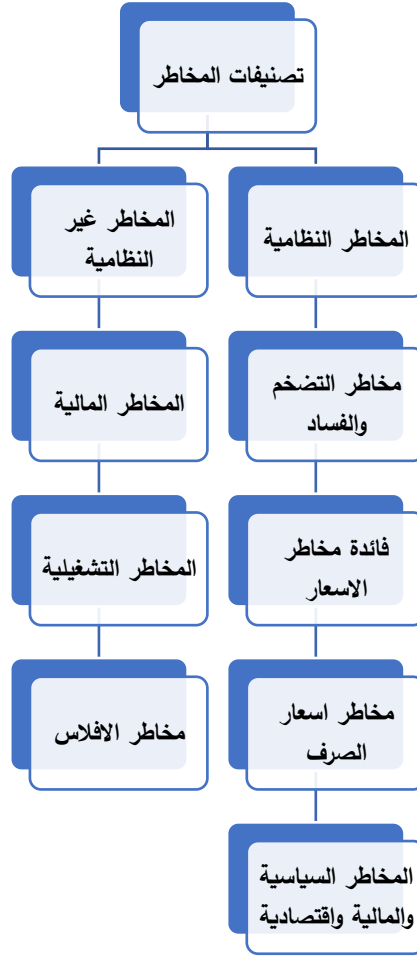 تصنيفات المخاطر
المخاطر النظامية
مخاطر التضخم
والفساد
فائدة مخاطر
الاسعار
مخاطر اسعار
الصرف
المخاطر السياسية
والمالية واقتصادية
المخاطر غير
النظامية
المخاطر المالية
المخاطر التشغيلية
مخاطر الافلاس